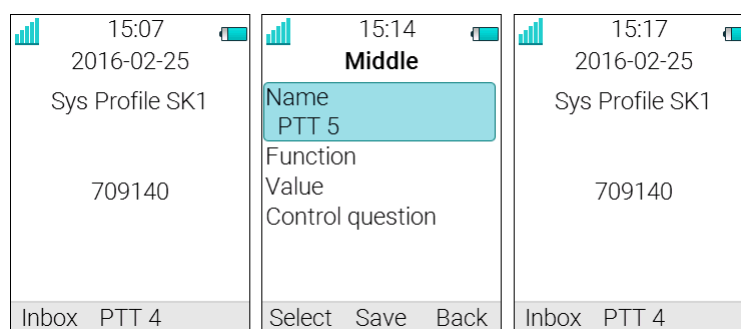 15:07
2016-02-25
Sys Profile SK1
709140
Inbox PTT 4
15:14
Middle
Name
PTT 5
Function
Value
Control question
Select Save Back
15:17
2016-02-25
Sys Profile SK1
709140
Inbox PTT 4